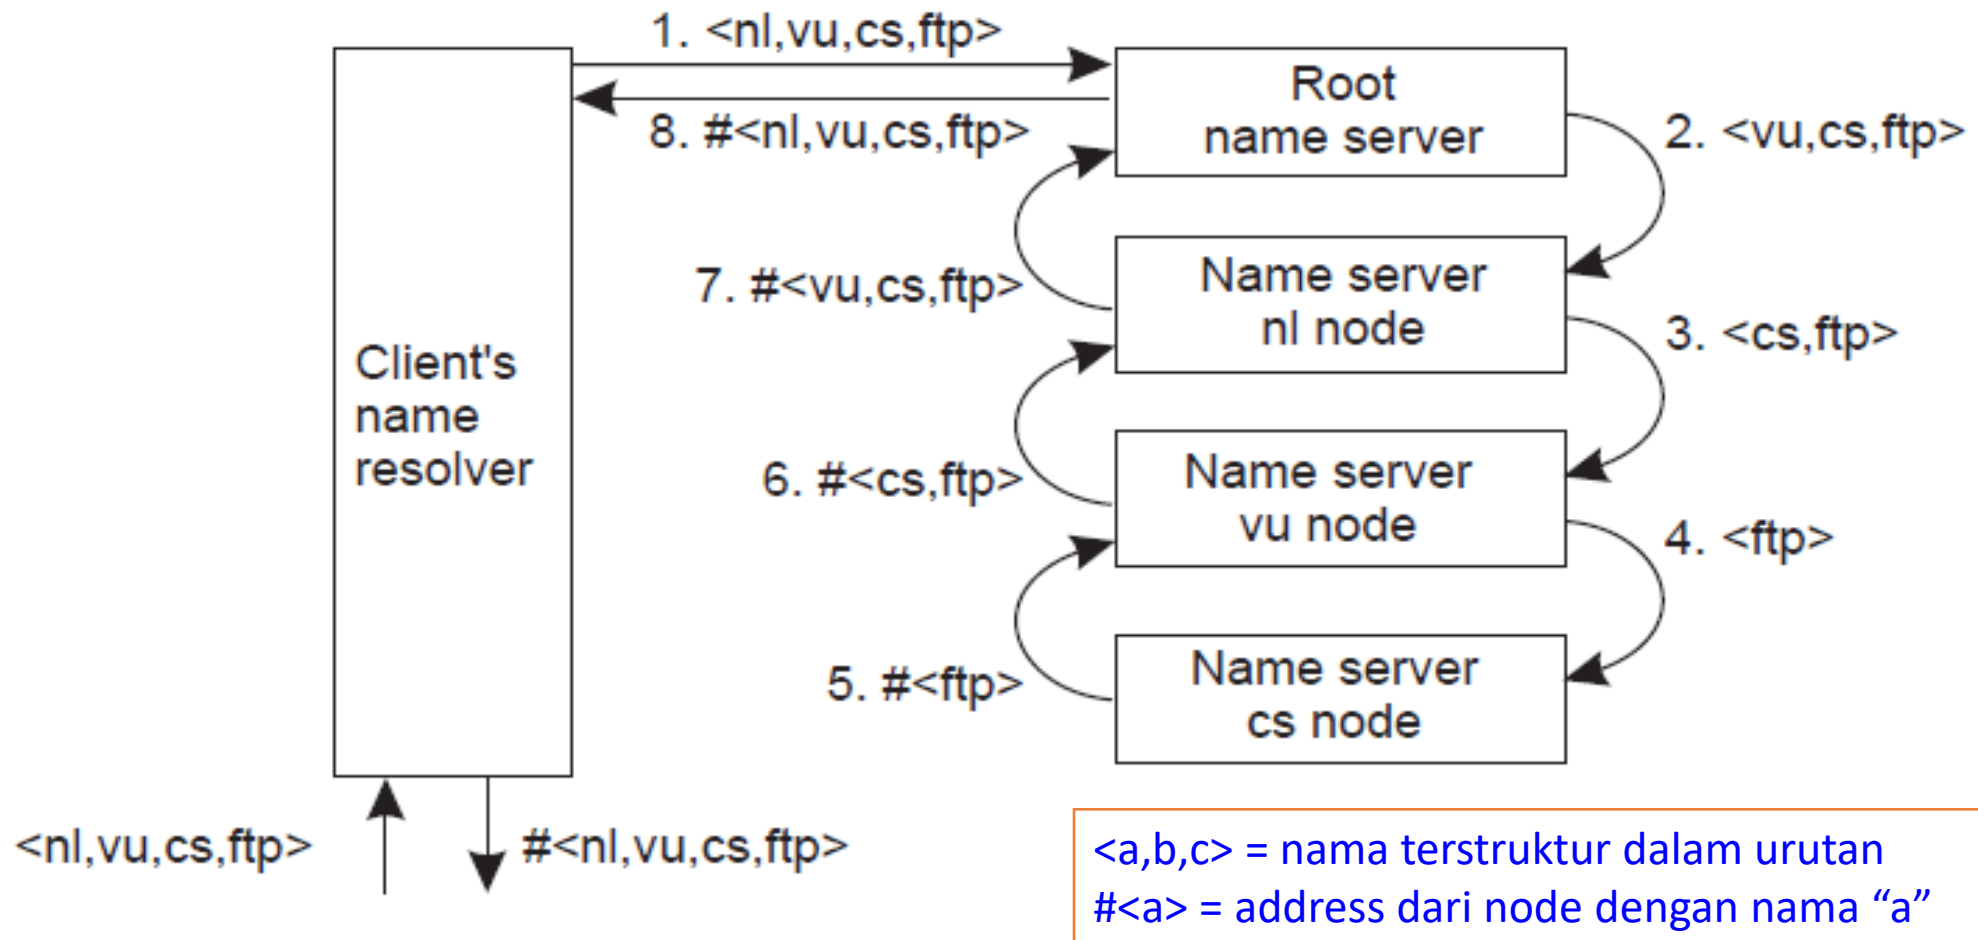 1. <nl,vu,cs,ftp>
8. #<nl,vu,cs,ftp>
Root
name server
2. <vu,cs,ftp>
7. #<vu,cs,ftp>
Name server
nl node
3. <cs,ftp>
Client's
name
resolver
6. #<cs,ftp>
Name server
vu node
4. <ftp>
5. #<ftp>
Name server
cs node
<nl,vu,cs,ftp>
#<nl,vu,cs,ftp>
<a,b,c> = nama terstruktur dalam urutan
#<a> = address dari node dengan nama “a”